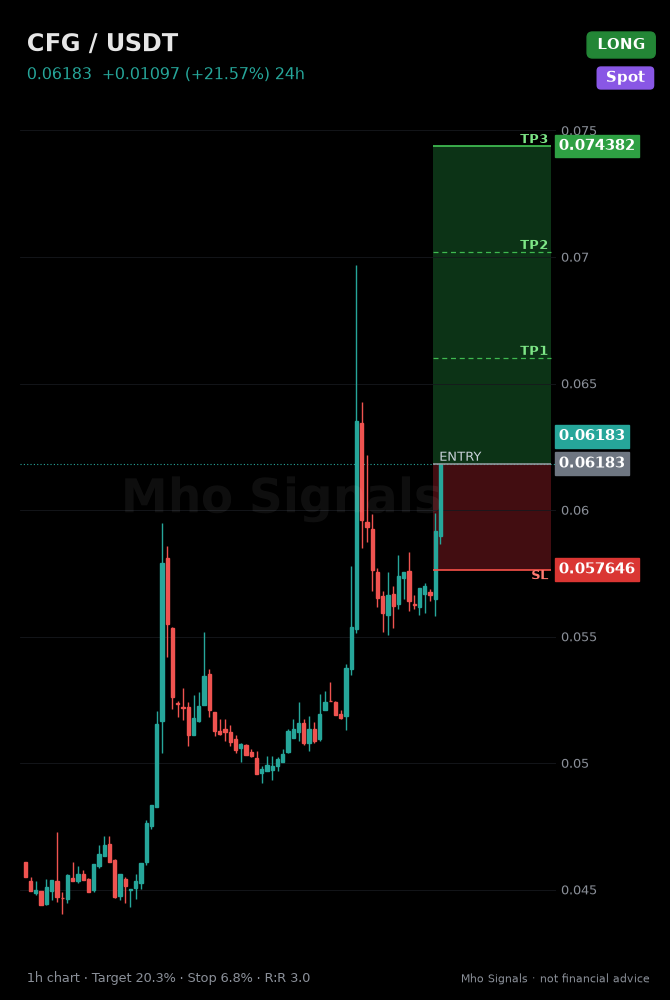 CFG / USDT
LONG
0.06183 +0.01097 (+21.57%) 24h
Spot
0.075
TP3
0.074382
TP2
0.07
TP1
0.065
0.06183
ENTRY
0.06183
Mho Signals
0.06
0.057646
SL
0.055
0.05
0.045
1h chart · Target 20.3% · Stop 6.8% · R:R 3.0
Mho Signals · not financial advice